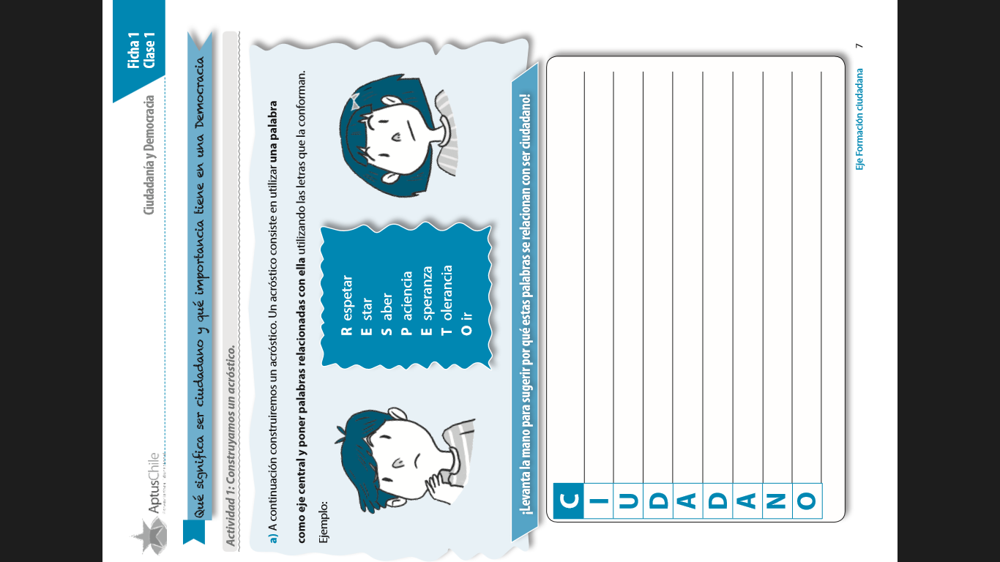 AptusChile
Ciudadanía y Democracia
Ficha 1
Clase 1
Qué significa ser ciudadano y qué importancia tiene en una Democracia
Actividad 1: Construyamos un acróstico.
a) A continuación construiremos un acróstico. Un acróstico consiste en utilizar una palabra
como eje central y poner palabras relacionadas con ella utilizando las letras que la conforman.
Ejemplo:
R espetar
E star
S aber
P aciencia
E speranza
T olerancia
O ir
¡Levanta la mano para sugerir por qué estas palabras se relacionan con ser ciudadano!
C
I
U
D
A
D
A
N
O
Eje Formación ciudadana 7